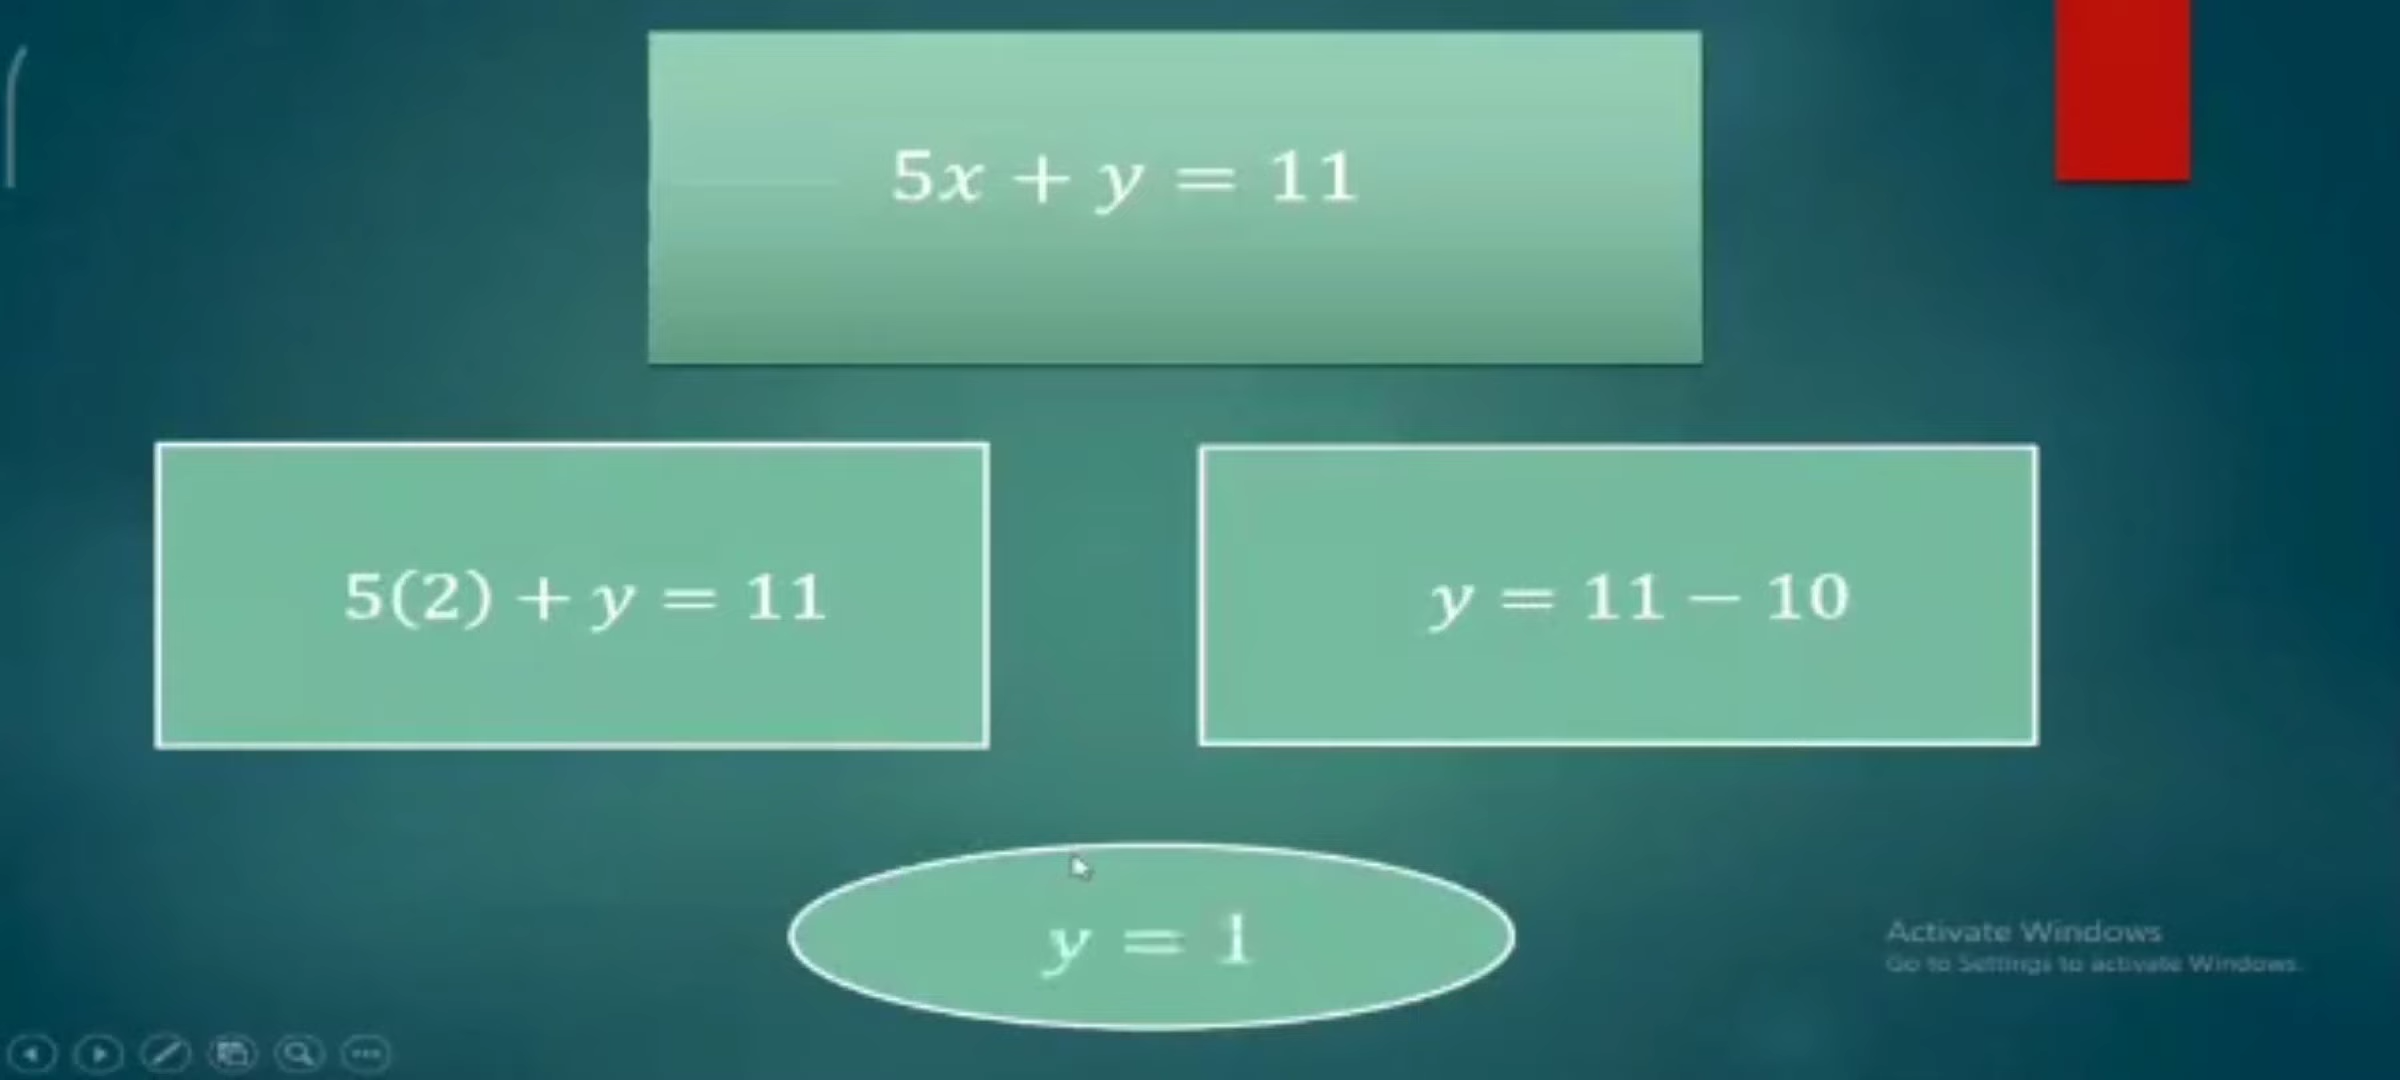 5x + y = 11
5(2) + y = 11
y = 11 − 10
y = 1
Activate Windows
Go to Settings to activate Windows.